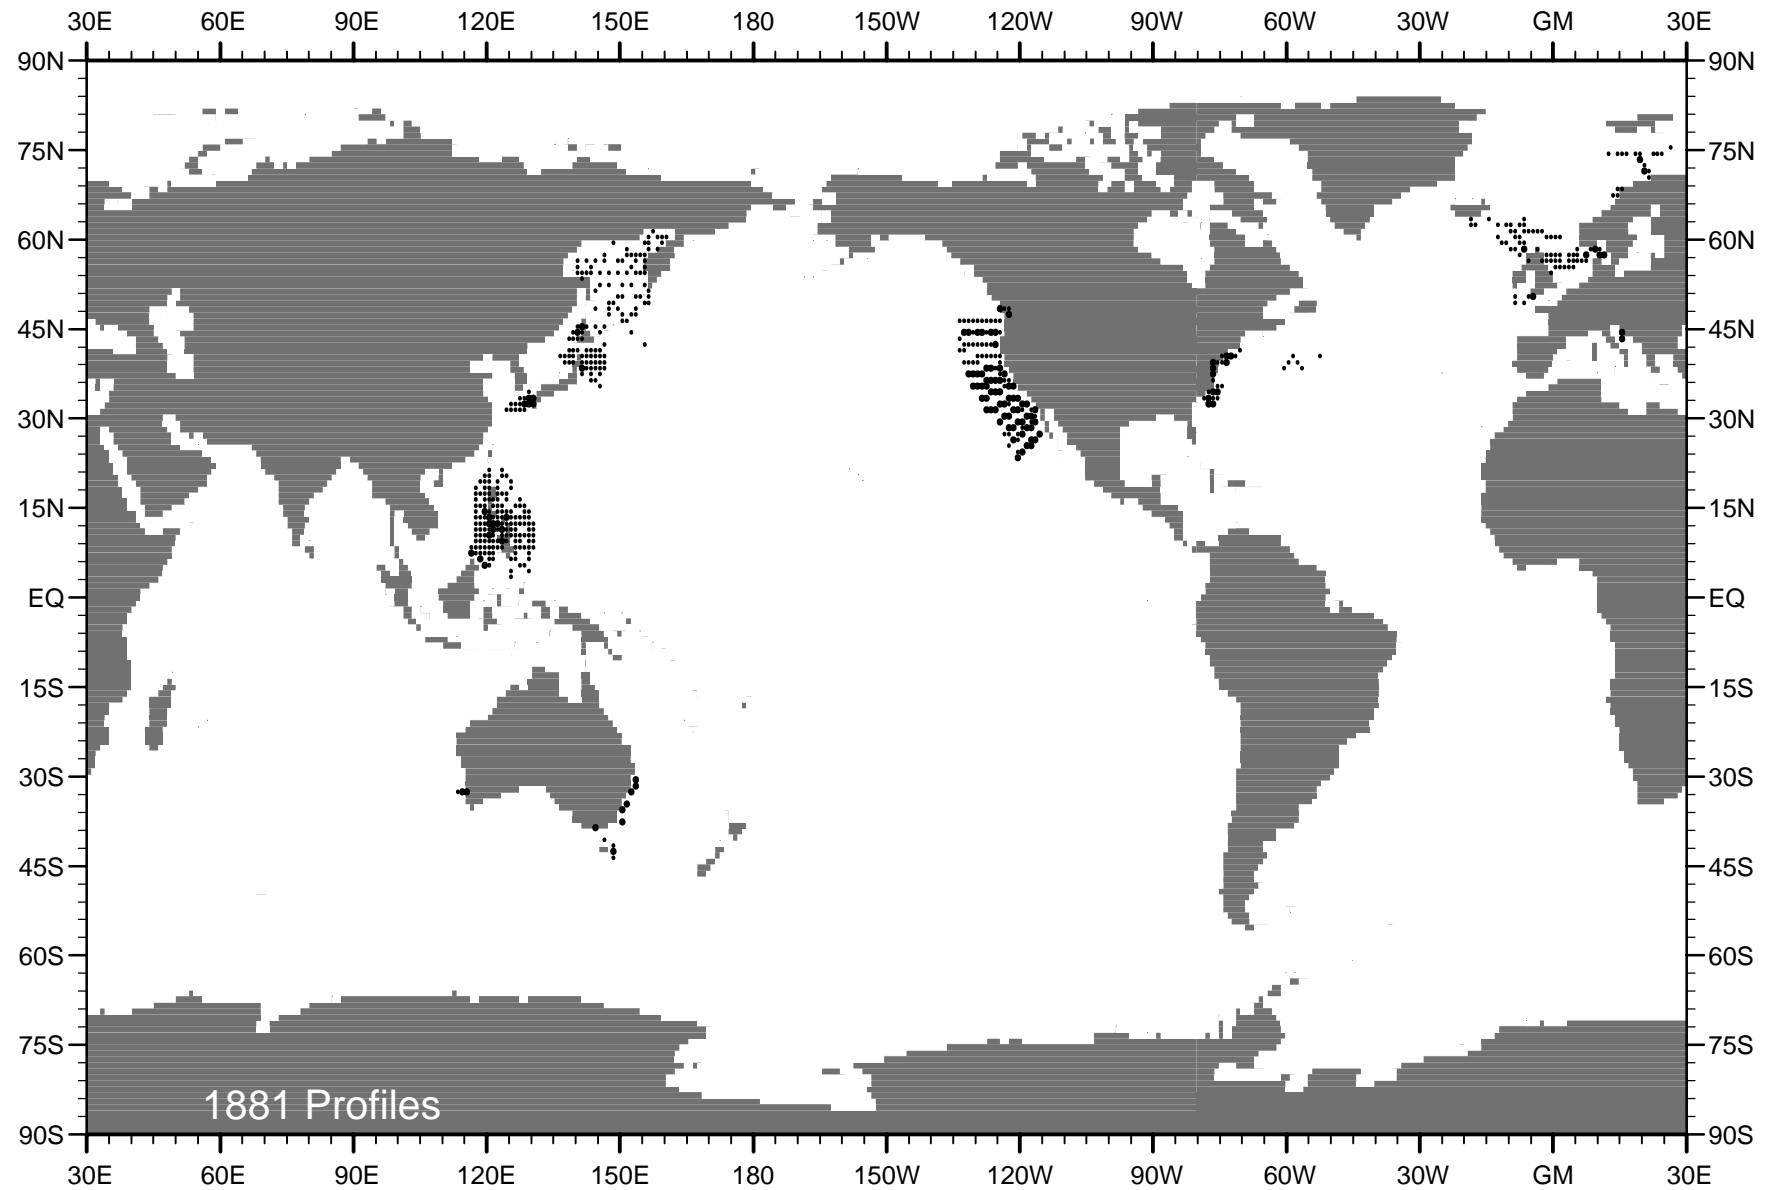 30E 60E 90E 120E 150E 180 150W 120W 90W 60W 30W GM 30E
90N 90N
75N 75N
60N 60N
45N 45N
30N 30N
15N 15N
EQ EQ
15S 15S
30S 30S
45S 45S
60S 60S
75S 75S
1881 Profiles
90S 90S
30E 60E 90E 120E 150E 180 150W 120W 90W 60W 30W GM 30E